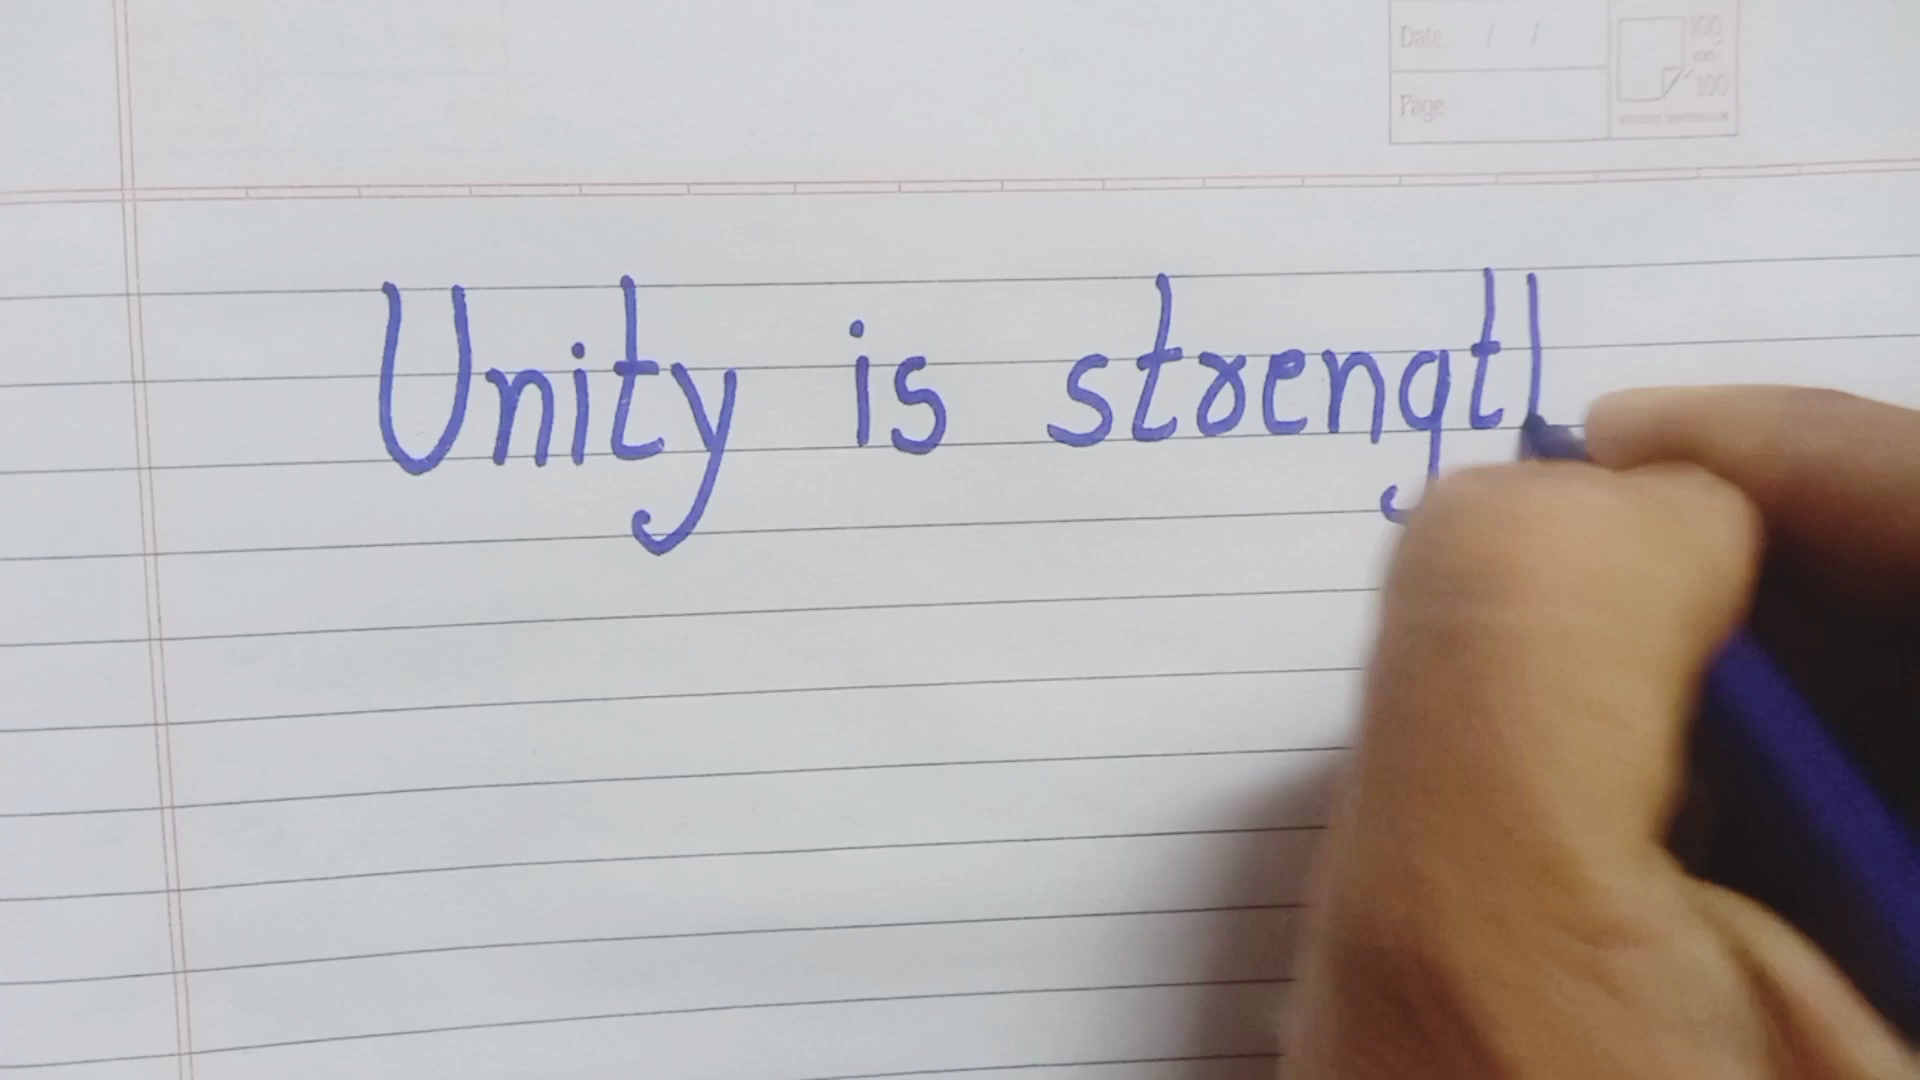 Date / /
Page
Unity is strengt